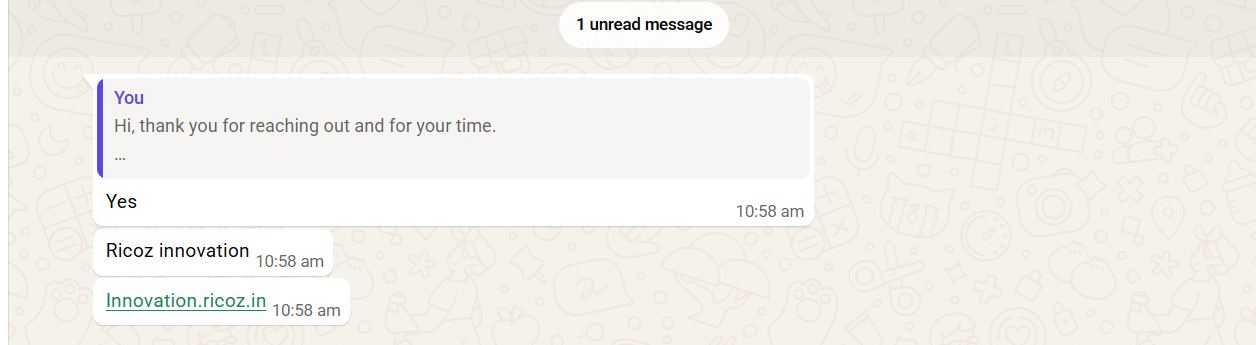 1 unread message
You
Hi, thank you for reaching out and for your time.
...
Yes
10:58 am
Ricoz innovation 10:58 am
Innovation.ricoz.in 10:58 am